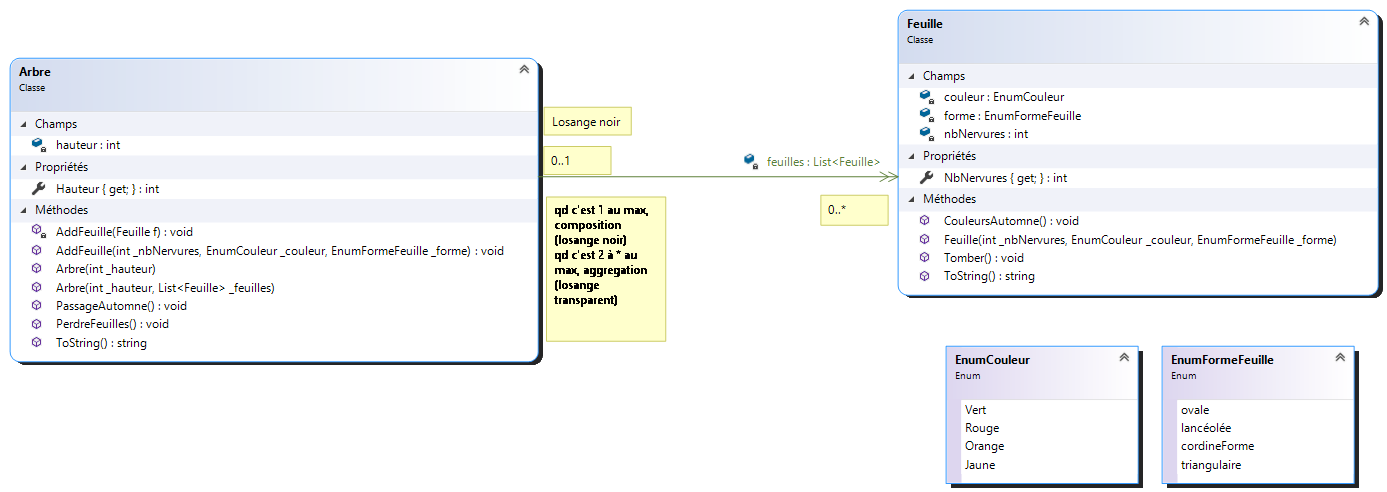 Arbre
Classe
Champs
hauteur : int
Propriétés
Hauteur { get; } : int
Méthodes
AddFeuille(Feuille f) : void
AddFeuille(int _nbNervures, EnumCouleur _couleur, EnumFormeFeuille _forme) : void
Arbre(int _hauteur)
Arbre(int _hauteur, List<Feuille> _feuilles)
PassageAutomne() : void
PerdreFeuilles() : void
ToString() : string
Losange noir
0..1
feuilles : List<Feuille>
0..*
qd c'est 1 au max,
composition
(losange noir)
qd c'est 2 à * au
max, aggregation
(losange
transparent)
Feuille
Classe
Champs
couleur : EnumCouleur
forme : EnumFormeFeuille
nbNervures : int
Propriétés
NbNervures { get; } : int
Méthodes
CouleursAutomne() : void
Feuille(int _nbNervures, EnumCouleur _couleur, EnumFormeFeuille _forme)
Tomber() : void
ToString() : string
EnumCouleur
Enum
Vert
Rouge
Orange
Jaune
EnumFormeFeuille
Enum
ovale
lancéolée
cordineForme
triangulaire